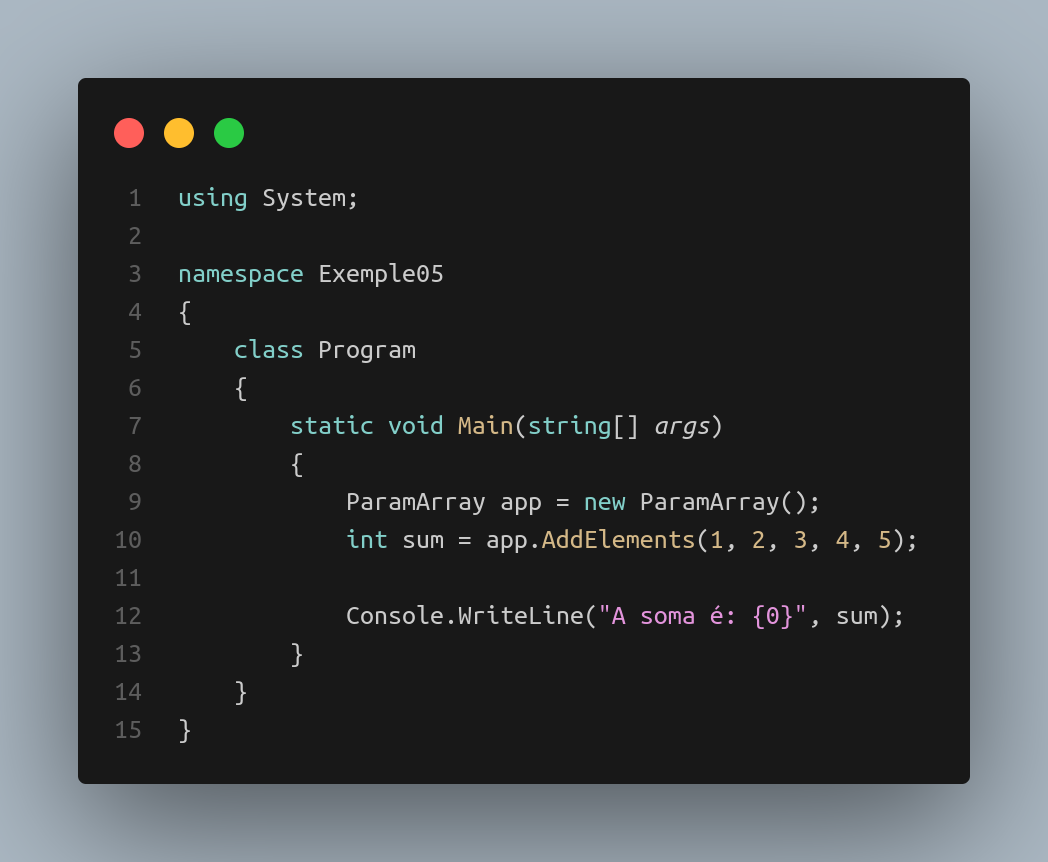 1 using System;
2
3 namespace Exemple05
4 {
5     class Program
6     {
7         static void Main(string[] args)
8         {
9             ParamArray app = new ParamArray();
10             int sum = app.AddElements(1, 2, 3, 4, 5);
11
12             Console.WriteLine("A soma é: {0}", sum);
13         }
14     }
15 }